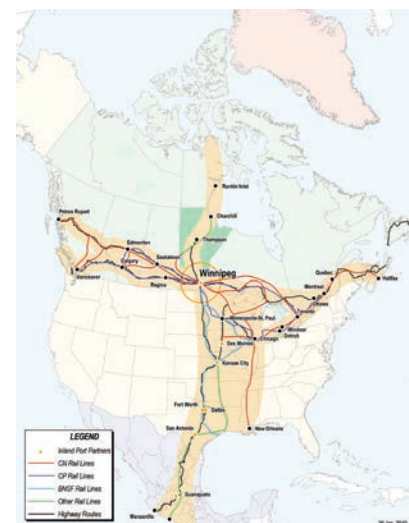 Rankin Inlet
Churchill
Thompson
Prince Rupert
Edmonton
Saskatoon
Calgary
Winnipeg
Vancouver
Regina
Quebec
Montreal
Halifax
Ottawa
Toronto
Minneapolis-St. Paul
Windsor
Detroit
Des Moines
Chicago
Kansas City
Fort Worth
Dallas
San Antonio
New Orleans
Guanajuato
Manzanillo
LEGEND
Inland Port Partners
CN Rail Lines
CP Rail Lines
BNSF Rail Lines
Other Rail Lines
Highway Routes